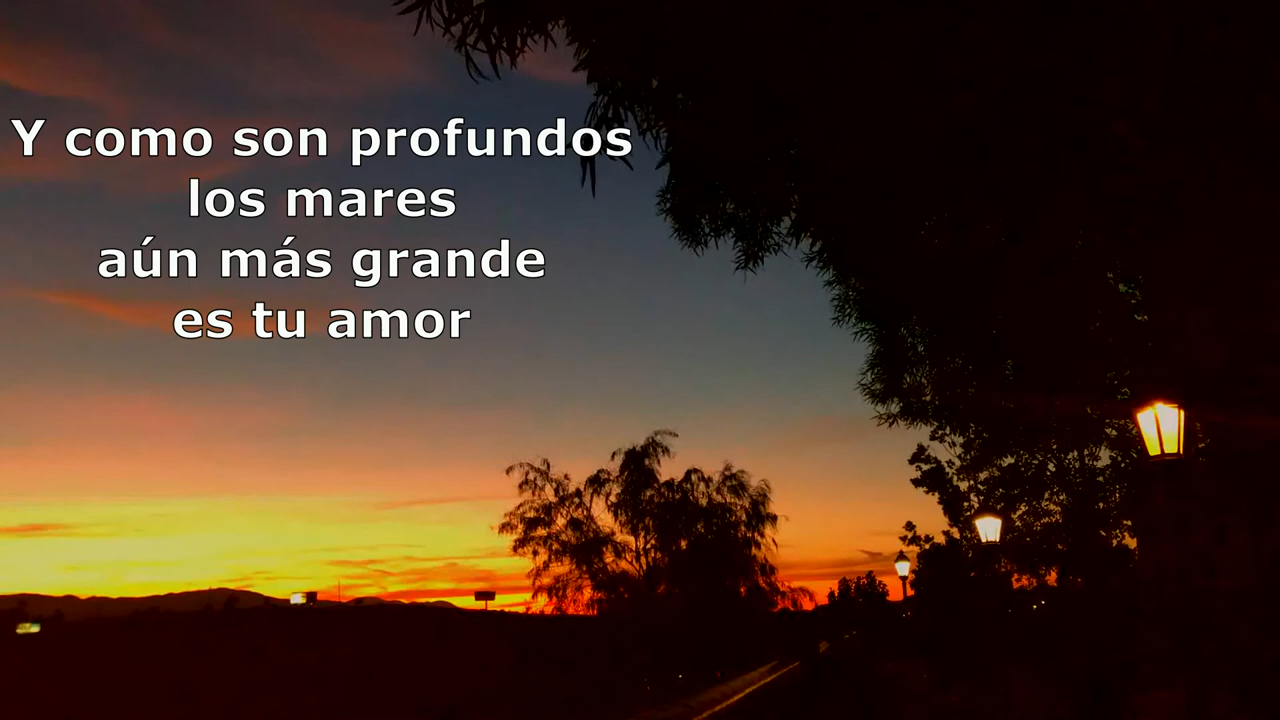 Y como son profundos
los mares
aún más grande
es tu amor